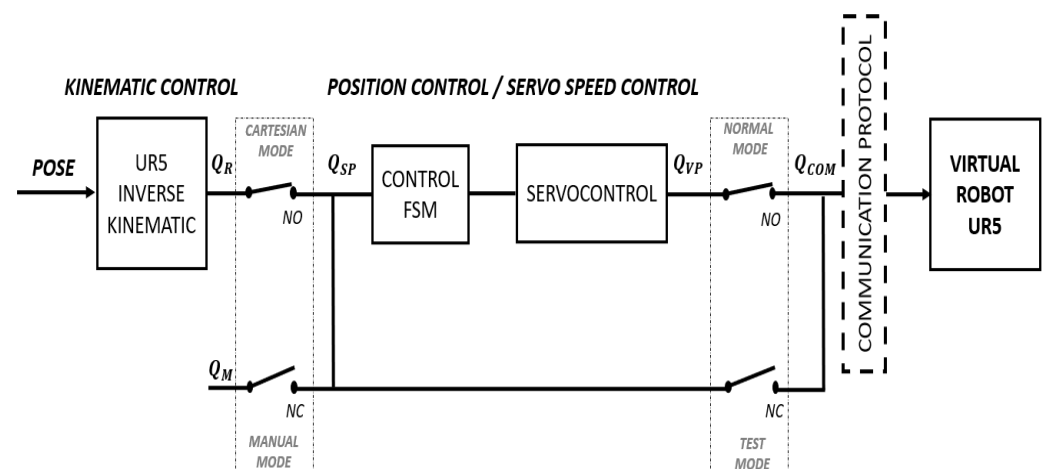 KINEMATIC CONTROL
POSITION CONTROL / SERVO SPEED CONTROL
CARTESIAN
MODE
NORMAL
MODE
POSE
UR5
INVERSE
KINEMATIC
Q_R
NO
Q_SP
CONTROL
FSM
SERVOCONTROL
Q_VP
NO
Q_COM
COMMUNICATION PROTOCOL
VIRTUAL
ROBOT
UR5
Q_M
NC
MANUAL
MODE
NC
TEST
MODE